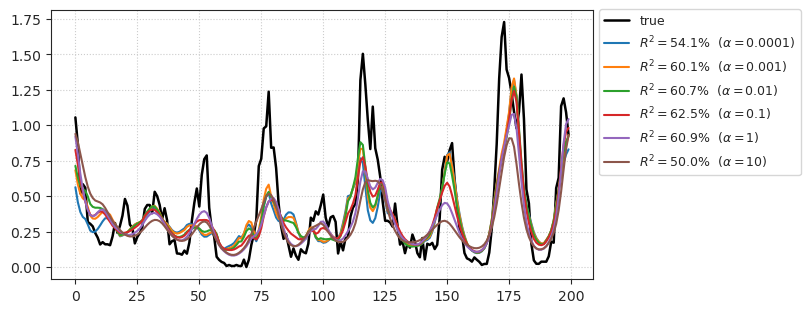 1.75
1.50
1.25
1.00
0.75
0.50
0.25
0.00
0 25 50 75 100 125 150 175 200
true
R² = 54.1% (α = 0.0001)
R² = 60.1% (α = 0.001)
R² = 60.7% (α = 0.01)
R² = 62.5% (α = 0.1)
R² = 60.9% (α = 1)
R² = 50.0% (α = 10)